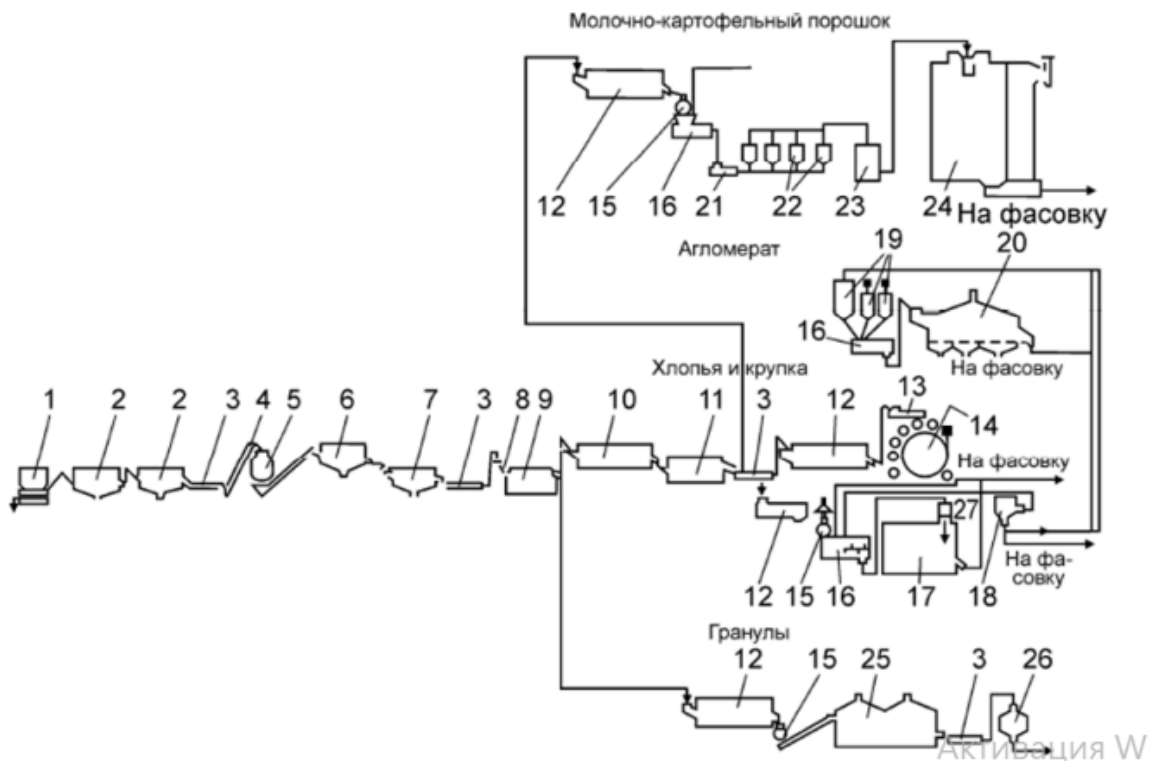 Молочно-картофельный порошок
12 15 16 21 22 23 24 На фасовку
Агломерат
19 20
16
На фасовку
Хлопья и крупка
1 2 2 3 4 5 6 7 3 8 9 10 11 3 12 13
14
На фасовку
27
12 15 16 17 18
На фа-
совку
Гранулы
12 15 25 3 26
Активация W